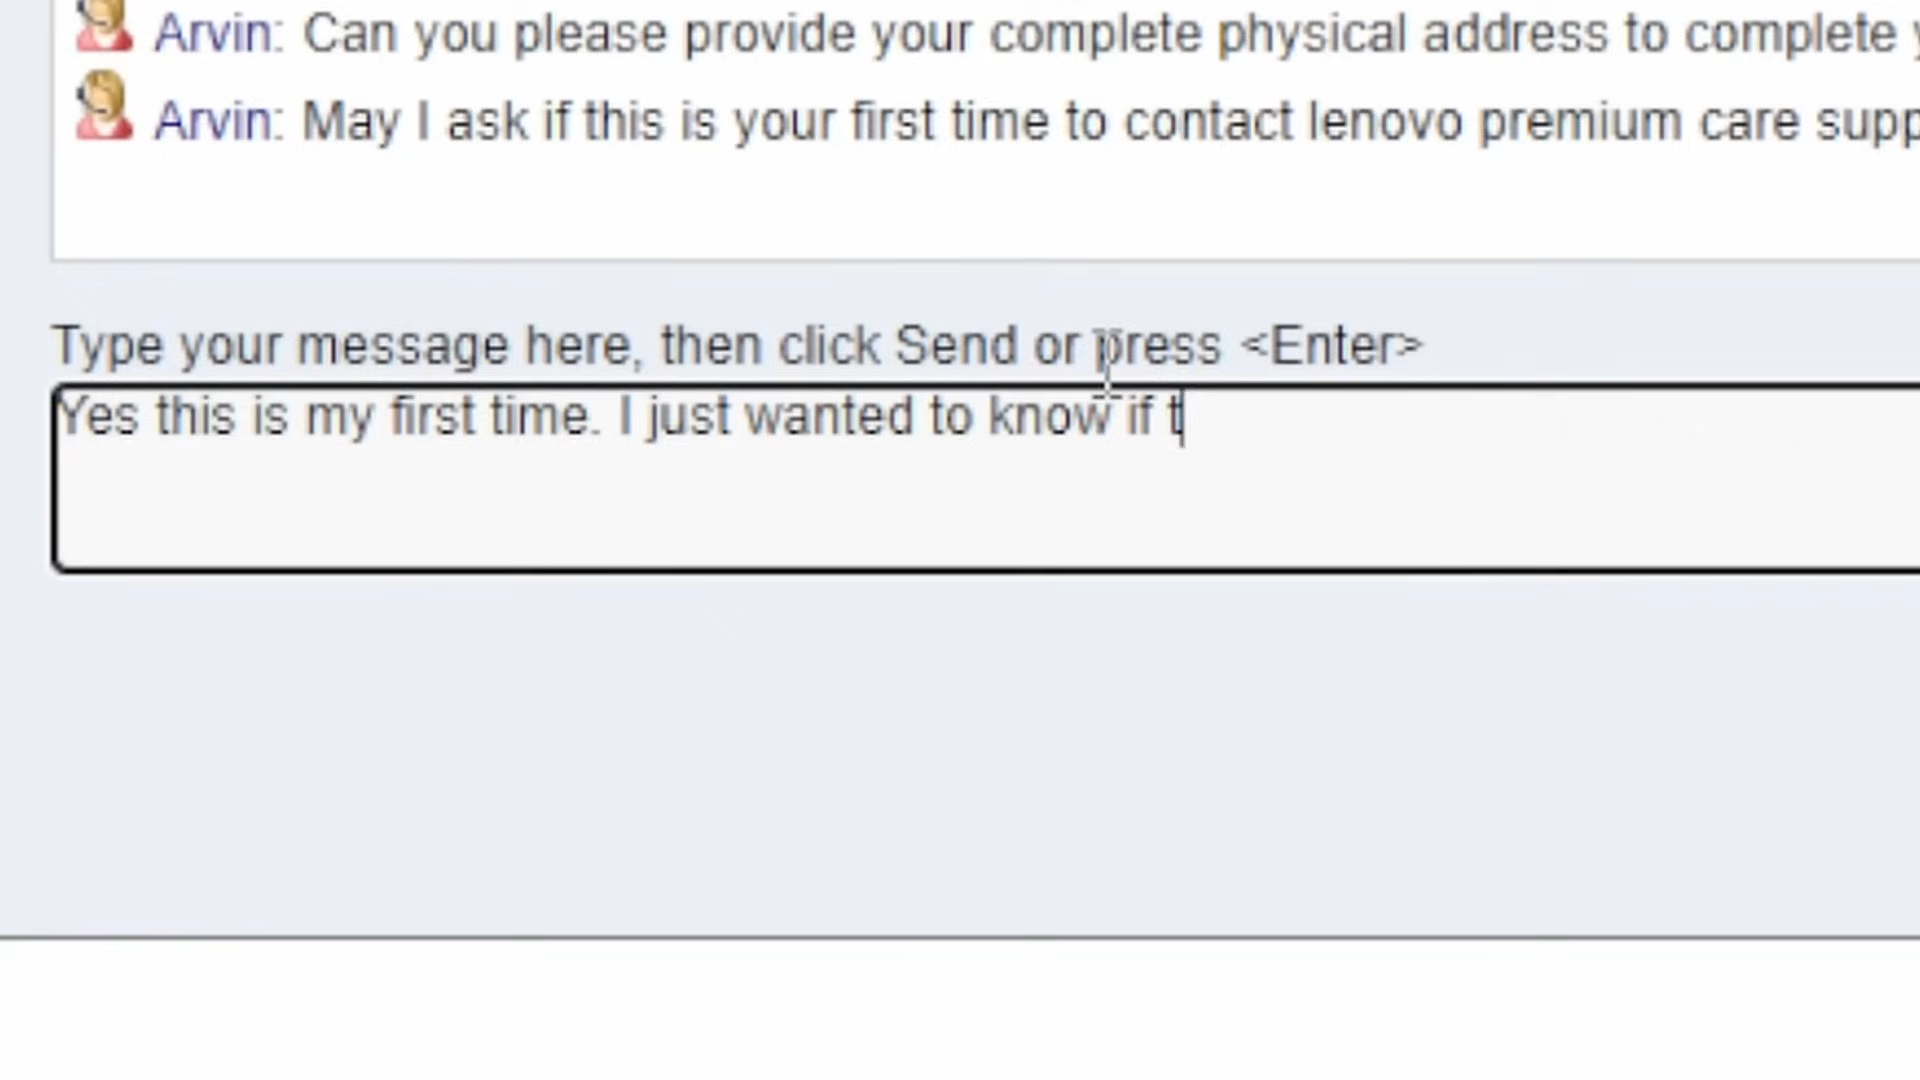 Arvin: Can you please provide your complete physical address to complete
Arvin: May I ask if this is your first time to contact lenovo premium care supp
Type your message here, then click Send or press <Enter>
Yes this is my first time. I just wanted to know if t